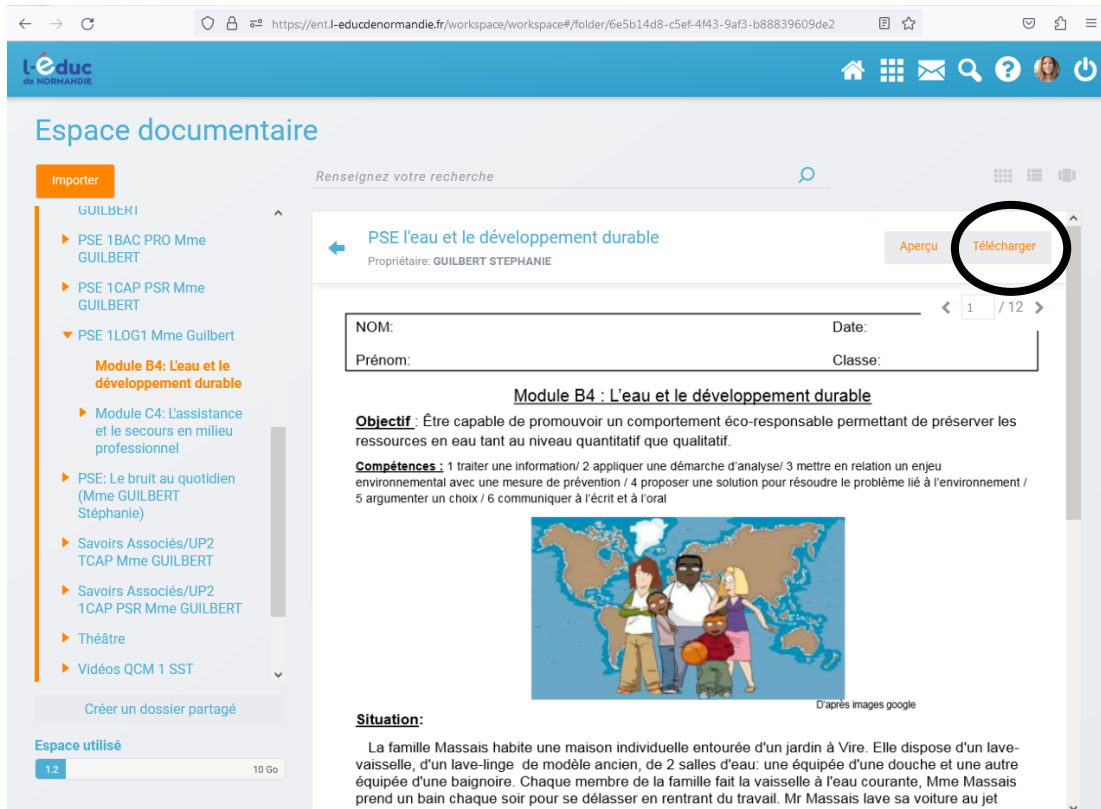 https://ent.l-educdenormandie.fr/workspace/workspace#/folder/6e5b14d8-c5ef-4f43-9af3-b88839609de2
l-Éduc
de NORMANDIE
Espace documentaire
Importer
Renseignez votre recherche
GUILBERT
PSE 1BAC PRO Mme
GUILBERT
PSE 1CAP PSR Mme
GUILBERT
PSE 1LOG1 Mme Guilbert
Module B4: L'eau et le
développement durable
Module C4: L'assistance
et le secours en milieu
professionnel
PSE: Le bruit au quotidien
(Mme GUILBERT
Stéphanie)
Savoirs Associés/UP2
TCAP Mme GUILBERT
Savoirs Associés/UP2
1CAP PSR Mme GUILBERT
Théâtre
Vidéos QCM 1 SST
Créer un dossier partagé
Espace utilisé
1.2 10 Go
PSE l'eau et le développement durable
Propriétaire: GUILBERT STEPHANIE
Aperçu Télécharger
1 / 12
NOM: Date:
Prénom: Classe:
Module B4 : L'eau et le développement durable
Objectif : Être capable de promouvoir un comportement éco-responsable permettant de préserver les
ressources en eau tant au niveau quantitatif que qualitatif.
Compétences : 1 traiter une information/ 2 appliquer une démarche d'analyse/ 3 mettre en relation un enjeu
environnemental avec une mesure de prévention / 4 proposer une solution pour résoudre le problème lié à l'environnement /
5 argumenter un choix / 6 communiquer à l'écrit et à l'oral
D'après images google
Situation:
La famille Massais habite une maison individuelle entourée d'un jardin à Vire. Elle dispose d'un lave-
vaisselle, d'un lave-linge de modèle ancien, de 2 salles d'eau: une équipée d'une douche et une autre
équipée d'une baignoire. Chaque membre de la famille fait la vaisselle à l'eau courante, Mme Massais
prend un bain chaque soir pour se délasser en rentrant du travail. Mr Massais lave sa voiture au jet